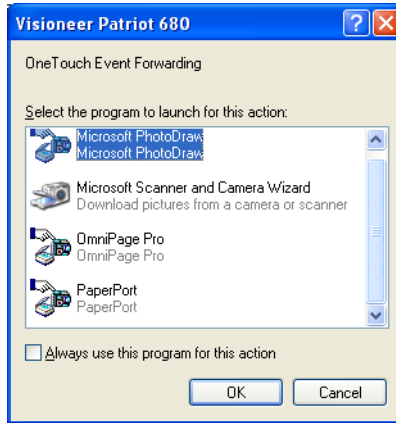 Visioneer Patriot 680
OneTouch Event Forwarding
Select the program to launch for this action:
Microsoft PhotoDraw
Microsoft PhotoDraw
Microsoft Scanner and Camera Wizard
Download pictures from a camera or scanner
OmniPage Pro
OmniPage Pro
PaperPort
PaperPort
Always use this program for this action
OK Cancel